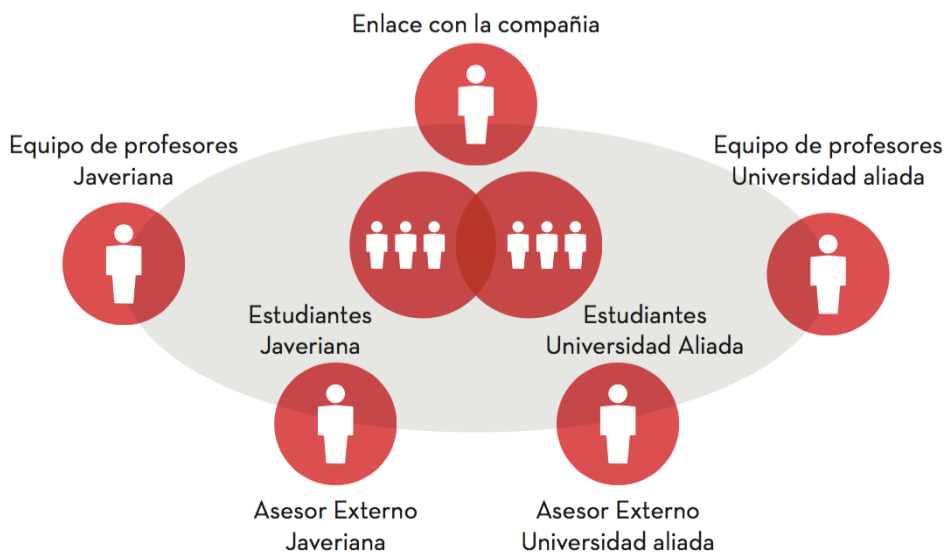 Enlace con la compañia
Equipo de profesores
Javeriana
Equipo de profesores
Universidad aliada
Estudiantes
Javeriana
Estudiantes
Universidad Aliada
Asesor Externo
Javeriana
Asesor Externo
Universidad aliada